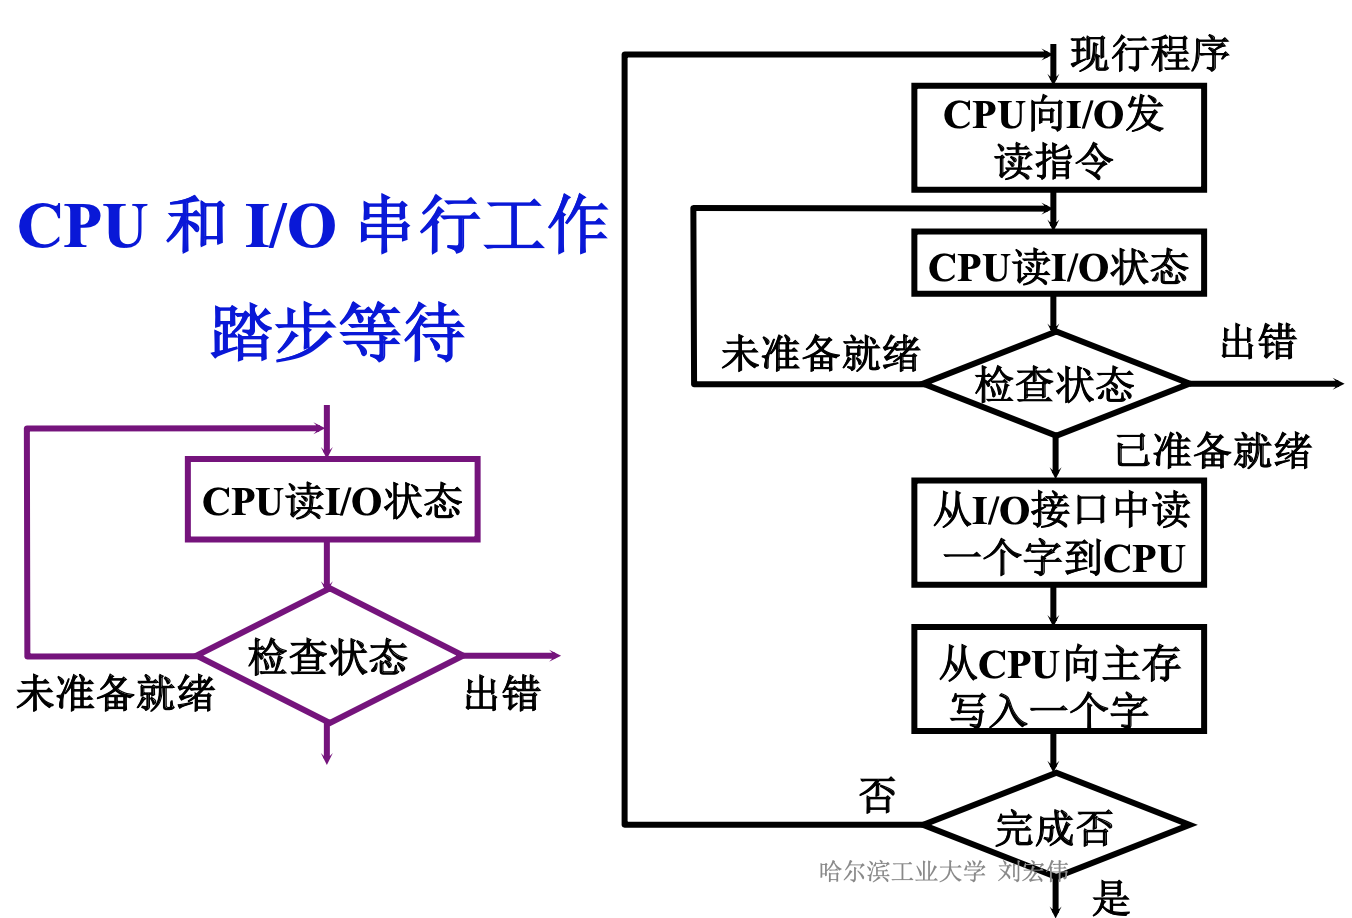 CPU 和 I/O 串行工作
踏步等待
CPU读I/O状态
检查状态
未准备就绪
出错
现行程序
CPU向I/O发
读指令
CPU读I/O状态
未准备就绪
检查状态
出错
已准备就绪
从I/O接口中读
一个字到CPU
从CPU向主存
写入一个字
否
完成否
是
哈尔滨工业大学 刘宏伟